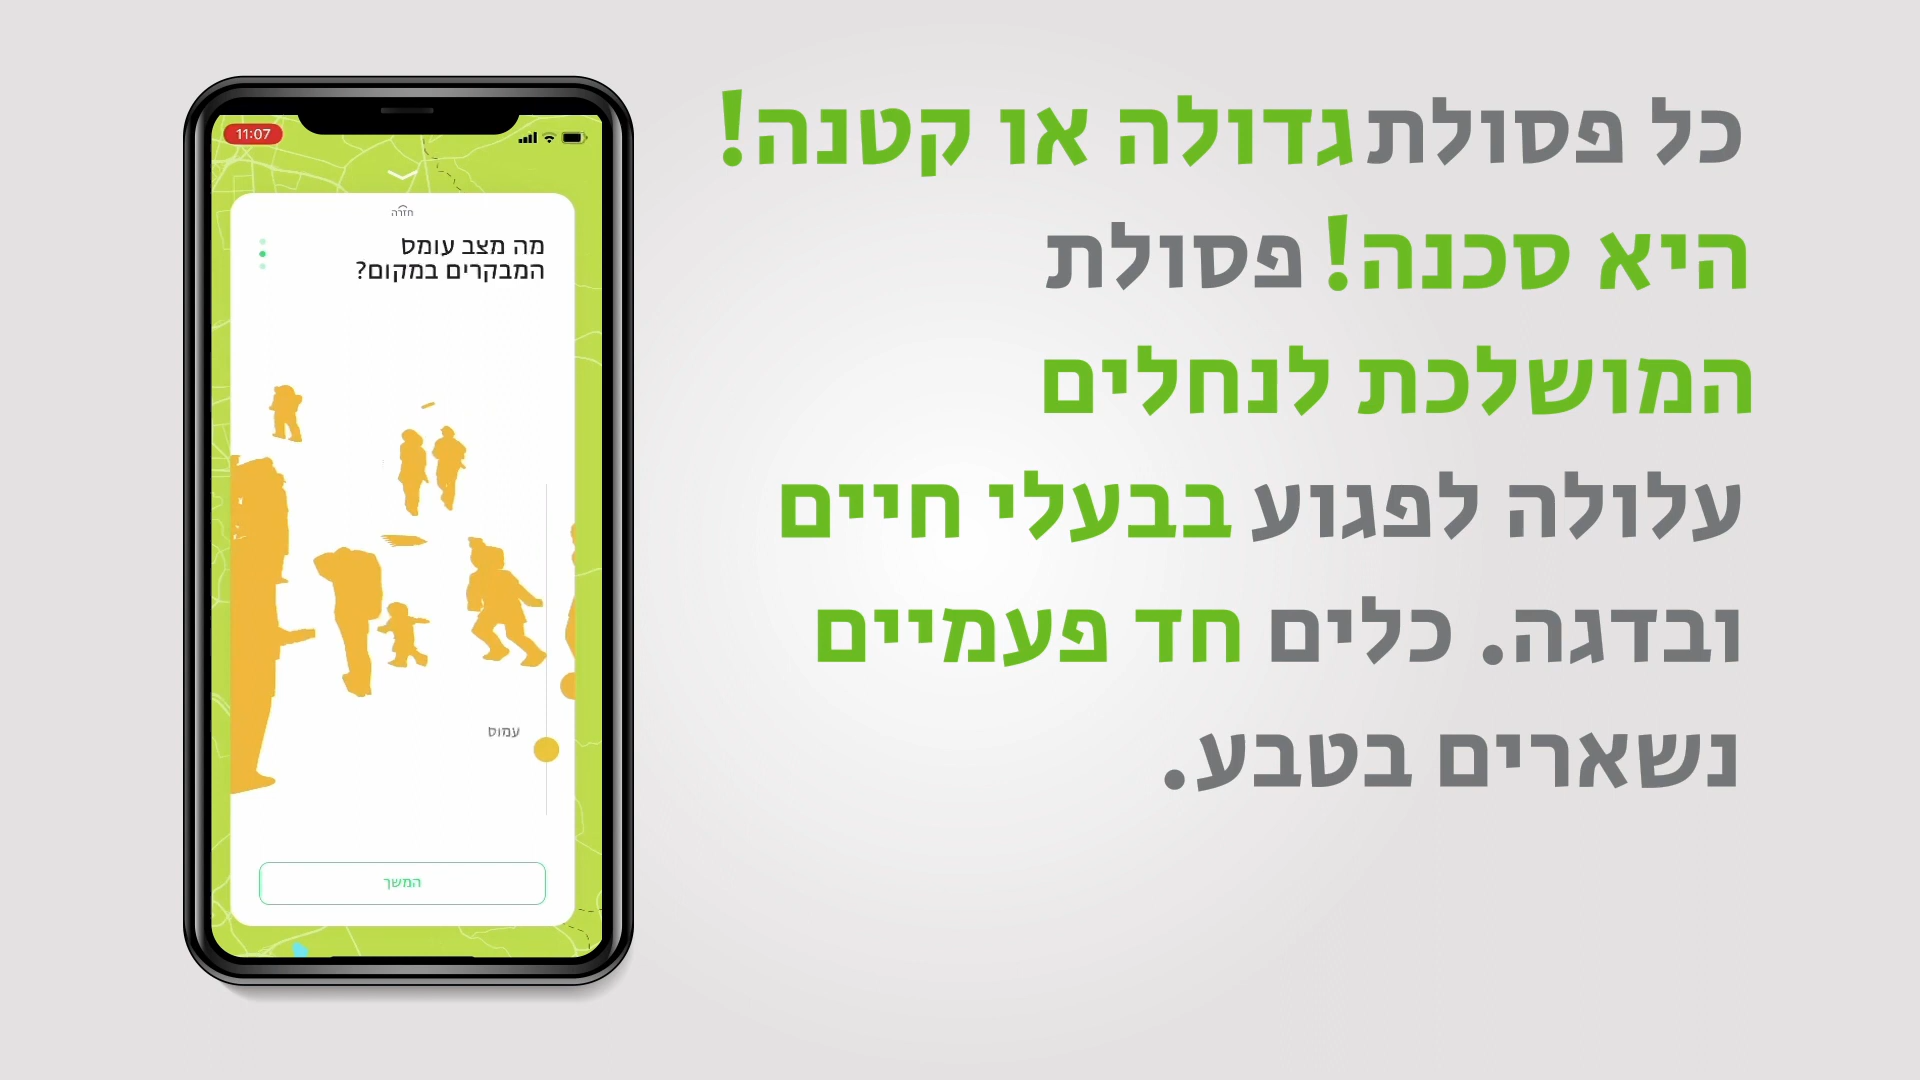 כל פסולת גדולה או קטנה!
היא סכנה! פסולת
המושלכת לנחלים
עלולה לפגוע בבעלי חיים
ובדגה. כלים חד פעמיים
נשארים בטבע.
11:07
חזרה
מה מצב עומס
המבקרים במקום?
עמוס
המשך